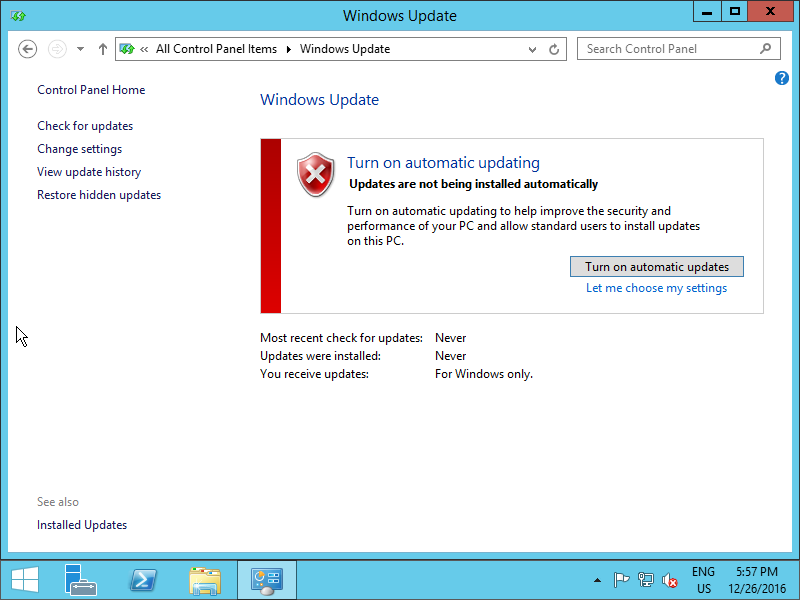 Windows Update
« All Control Panel Items Windows Update
Search Control Panel
Control Panel Home
Check for updates
Change settings
View update history
Restore hidden updates
Windows Update
Turn on automatic updating
Updates are not being installed automatically
Turn on automatic updating to help improve the security and
performance of your PC and allow standard users to install updates
on this PC.
Turn on automatic updates
Let me choose my settings
Most recent check for updates: Never
Updates were installed: Never
You receive updates: For Windows only.
See also
Installed Updates
ENG
US
5:57 PM
12/26/2016